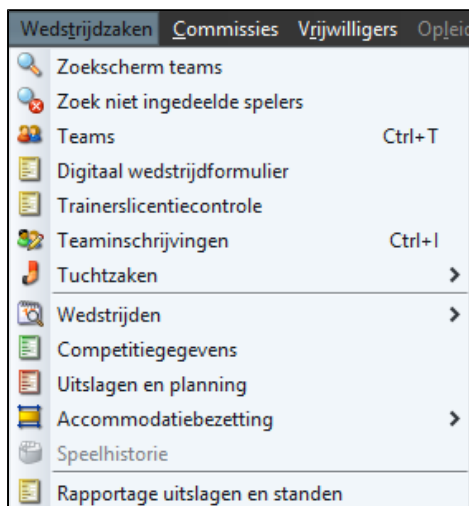 Wedstrijdzaken Commissies Vrijwilligers
Zoekscherm teams
Zoek niet ingedeelde spelers
Teams Ctrl+T
Digitaal wedstrijdformulier
Trainerslicentiecontrole
Teaminschrijvingen Ctrl+I
Tuchtzaken
Wedstrijden
Competitiegegevens
Uitslagen en planning
Accommodatiebezetting
Speelhistorie
Rapportage uitslagen en standen